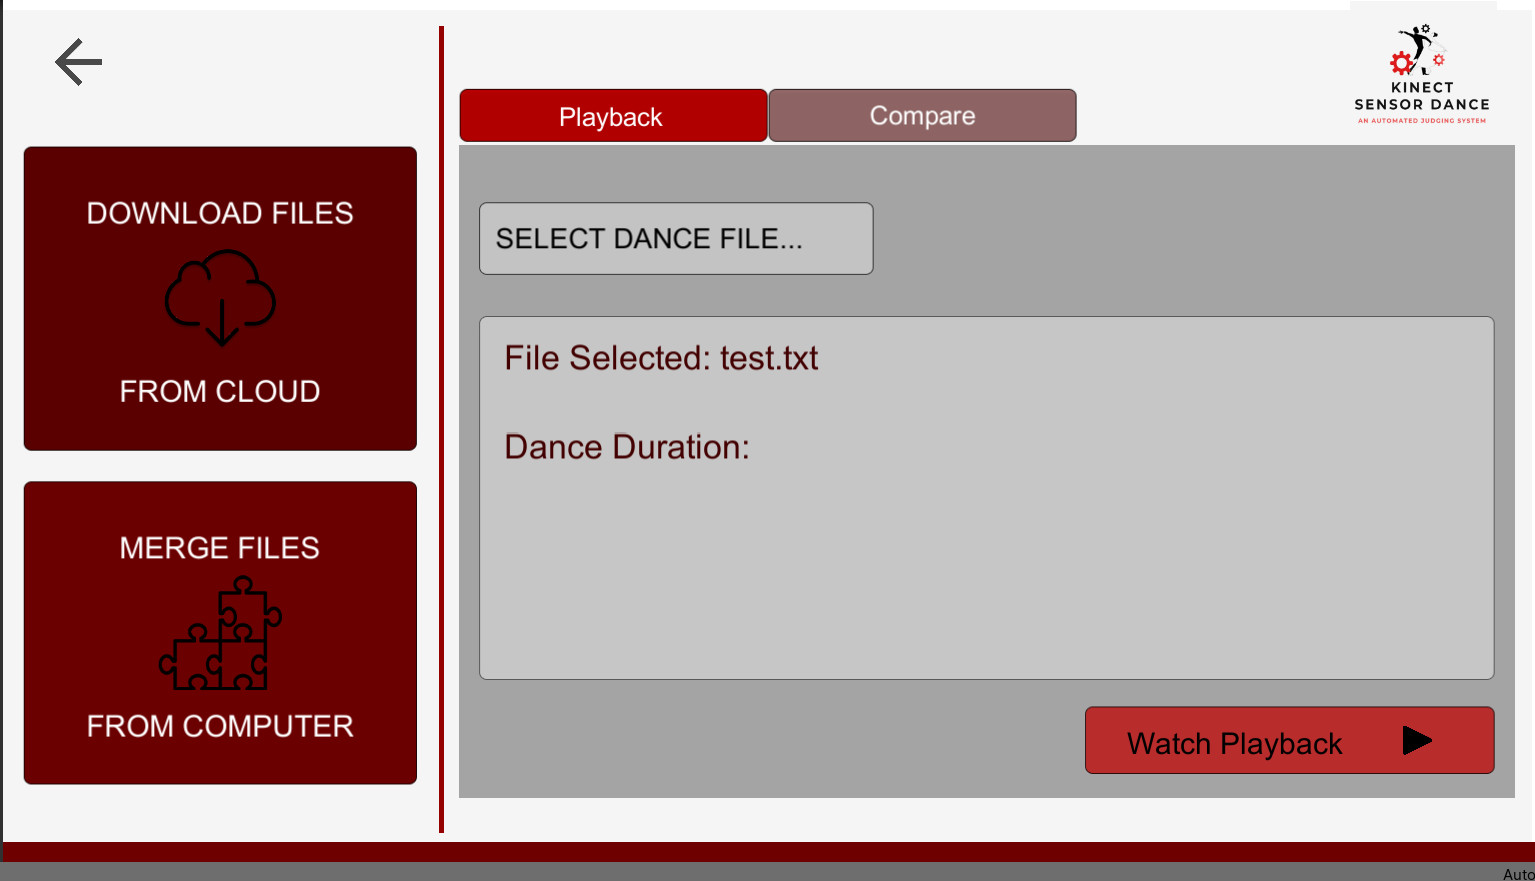 KINECT
SENSOR DANCE
AN AUTOMATED JUDGING SYSTEM
Playback
Compare
DOWNLOAD FILES
FROM CLOUD
MERGE FILES
FROM COMPUTER
SELECT DANCE FILE...
File Selected: test.txt
Dance Duration:
Watch Playback
Auto